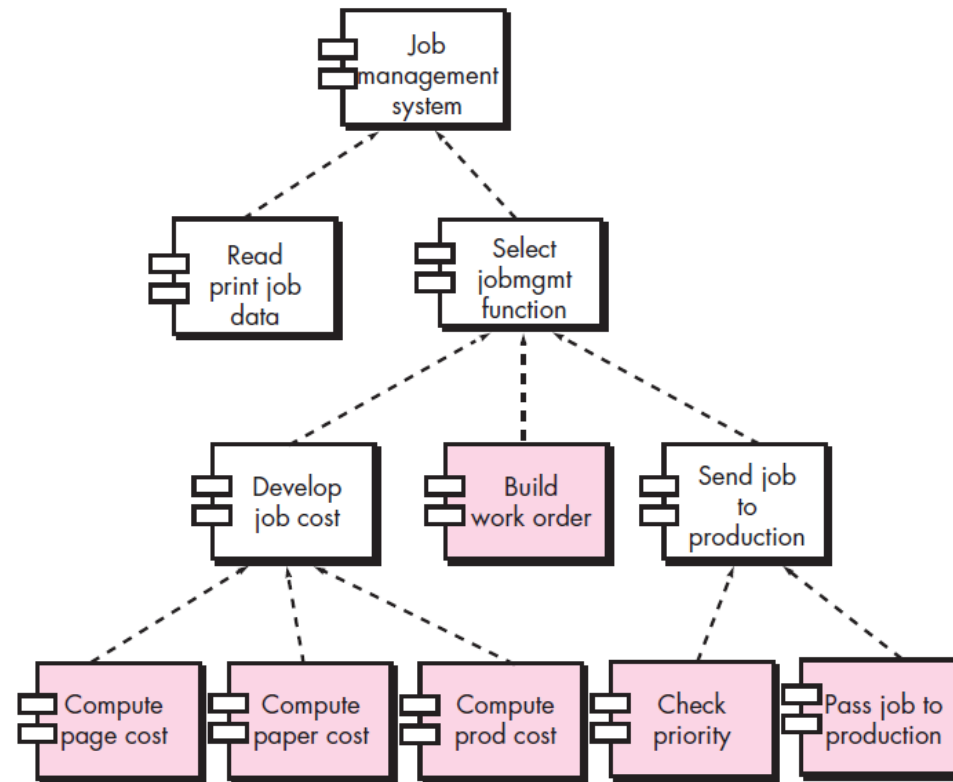 Job
management
system
Read
print job
data
Select
jobmgmt
function
Develop
job cost
Build
work order
Send job
to
production
Compute
page cost
Compute
paper cost
Compute
prod cost
Check
priority
Pass job to
production